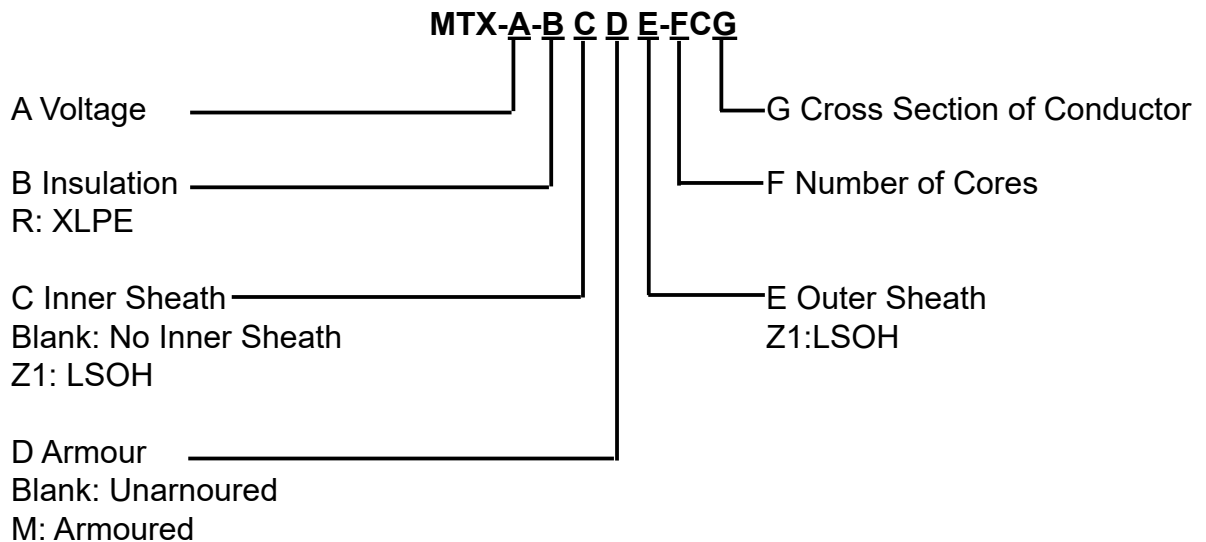 MTX-A-B C D E-FCG
A Voltage
G Cross Section of Conductor
B Insulation
R: XLPE
F Number of Cores
C Inner Sheath
Blank: No Inner Sheath
Z1: LSOH
E Outer Sheath
Z1:LSOH
D Armour
Blank: Unarnoured
M: Armoured